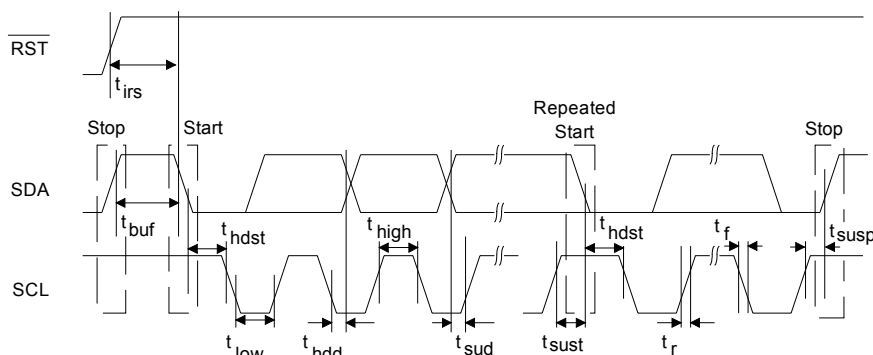 RST
t irs
Repeated
Stop Start Start Stop
SDA
t buf t hdst t high t hdst t f t susp
SCL
t low t hdd t sud t sust t r